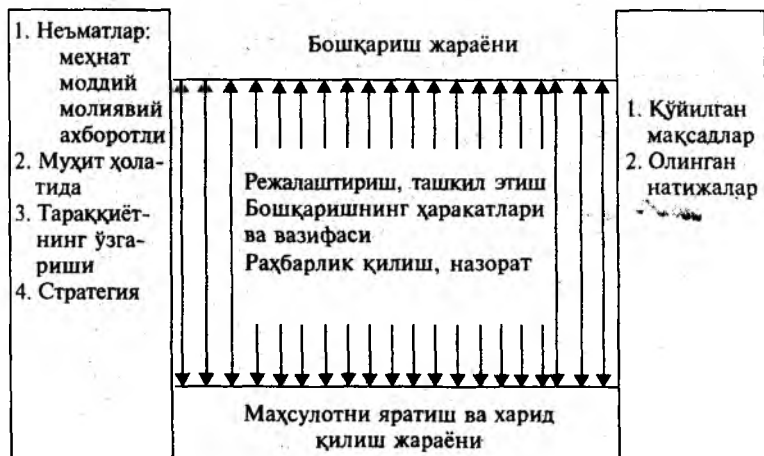 1. Неъматлар:
меҳнат
моддий
молиявий
ахборотли
2. Муҳит ҳола-
тида
3. Тараққиёт-
нинг ўзга-
риши
4. Стратегия
Бошқариш жараёни
Режалаштириш, ташкил этиш
Бошқаришнинг ҳаракатлари
ва вазифаси
Раҳбарлик қилиш, назорат
Маҳсулотни яратиш ва харид
қилиш жараёни
1. Қўйилган
мақсадлар
2. Олинган
натижалар